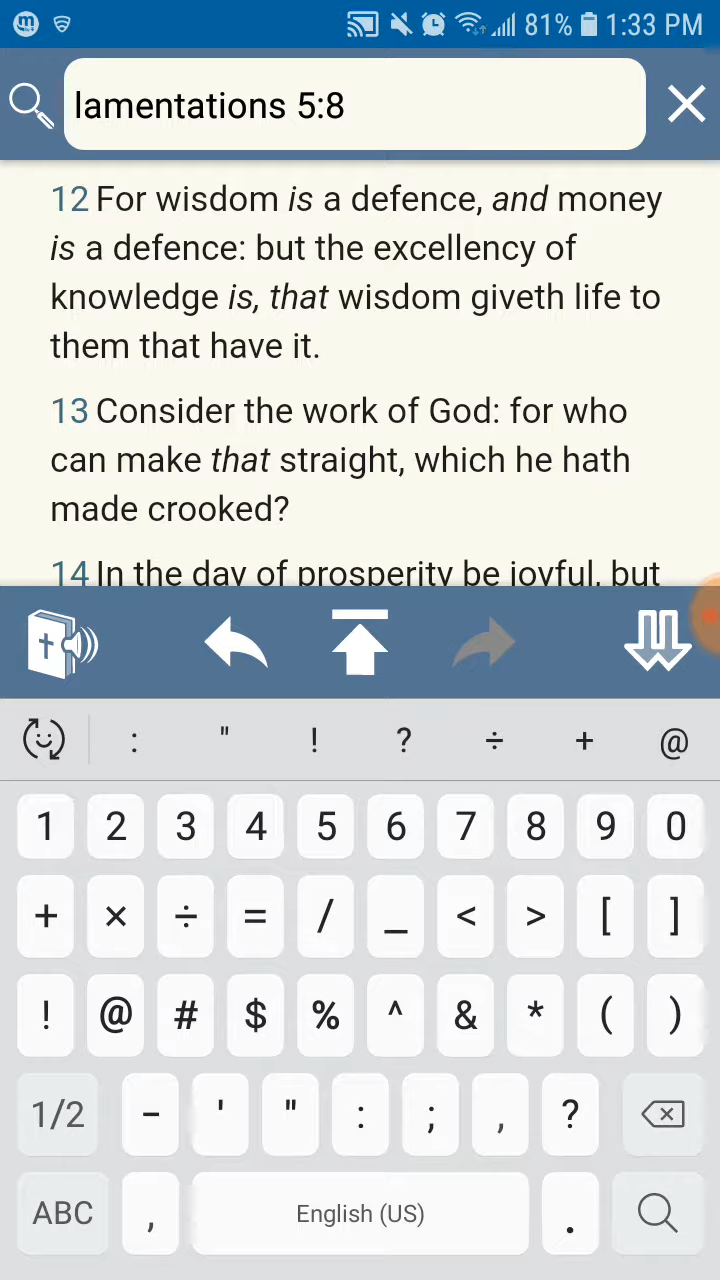 81% 1:33 PM
lamentations 5:8
12 For wisdom is a defence, and money
is a defence: but the excellency of
knowledge is, that wisdom giveth life to
them that have it.
13 Consider the work of God: for who
can make that straight, which he hath
made crooked?
14 In the day of prosperity be joyful, but
: " ! ? ÷ + @
1 2 3 4 5 6 7 8 9 0
+ × ÷ = / _ < > [ ]
! @ # $ % ^ & * ( )
1/2 - ' " : ; , ?
ABC , English (US) .